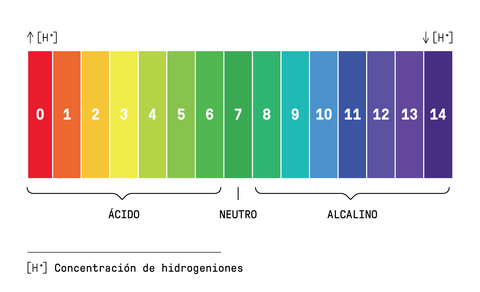 ↑[H⁺] ↓[H⁺]
0 1 2 3 4 5 6 7 8 9 10 11 12 13 14
ÁCIDO NEUTRO ALCALINO
[H⁺] Concentración de hidrogeniones